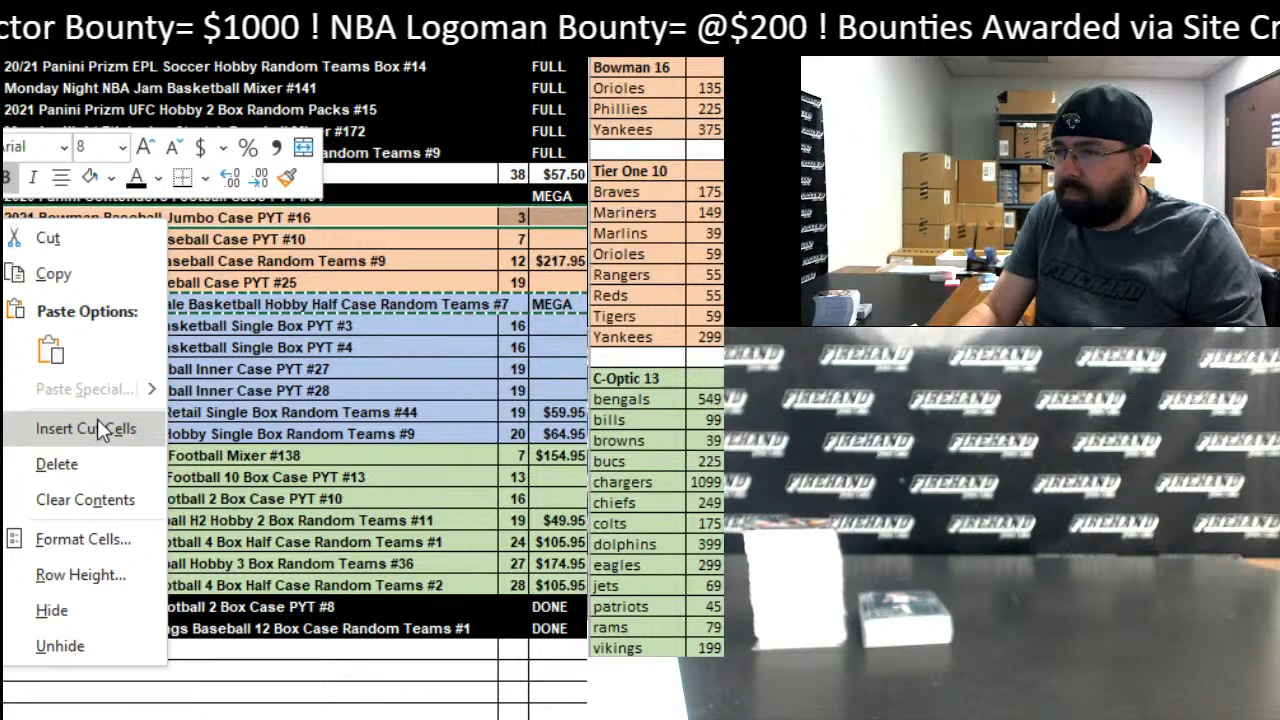 ctor Bounty= $1000 ! NBA Logoman Bounty= @$200 ! Bounties Awarded via Site Cr
20/21 Panini Prizm EPL Soccer Hobby Random Teams Box #14 FULL
Monday Night NBA Jam Basketball Mixer #141 FULL
2021 Panini Prizm UFC Hobby 2 Box Random Packs #15 FULL
#172 FULL
andom Teams #9 FULL
38 $57.50
MEGA
2021 Bowman Baseball Jumbo Case PYT #16 3
seball Case PYT #10 7
aseball Case Random Teams #9 12 $217.95
eball Case PYT #25 19
ale Basketball Hobby Half Case Random Teams #7 MEGA
asketball Single Box PYT #3 16
asketball Single Box PYT #4 16
ball Inner Case PYT #27 19
ball Inner Case PYT #28 19
Retail Single Box Random Teams #44 19 $59.95
Hobby Single Box Random Teams #9 20 $64.95
Football Mixer #138 7 $154.95
Football 10 Box Case PYT #13 13
otball 2 Box Case PYT #10 16
ball H2 Hobby 2 Box Random Teams #11 19 $49.95
otball 4 Box Half Case Random Teams #1 24 $105.95
ball Hobby 3 Box Random Teams #36 27 $174.95
otball 4 Box Half Case Random Teams #2 28 $105.95
otball 2 Box Case PYT #8 DONE
gs Baseball 12 Box Case Random Teams #1 DONE
Arial 8 A A $ % 9
B I A
Cut
Copy
Paste Options:
Paste Special...
Insert Cut Cells
Delete
Clear Contents
Format Cells...
Row Height...
Hide
Unhide
Bowman 16
Orioles 135
Phillies 225
Yankees 375
Tier One 10
Braves 175
Mariners 149
Marlins 39
Orioles 59
Rangers 55
Reds 55
Tigers 59
Yankees 299
C-Optic 13
bengals 549
bills 99
browns 39
bucs 225
chargers 1099
chiefs 249
colts 175
dolphins 399
eagles 299
jets 69
patriots 45
rams 79
vikings 199
FIREHAND